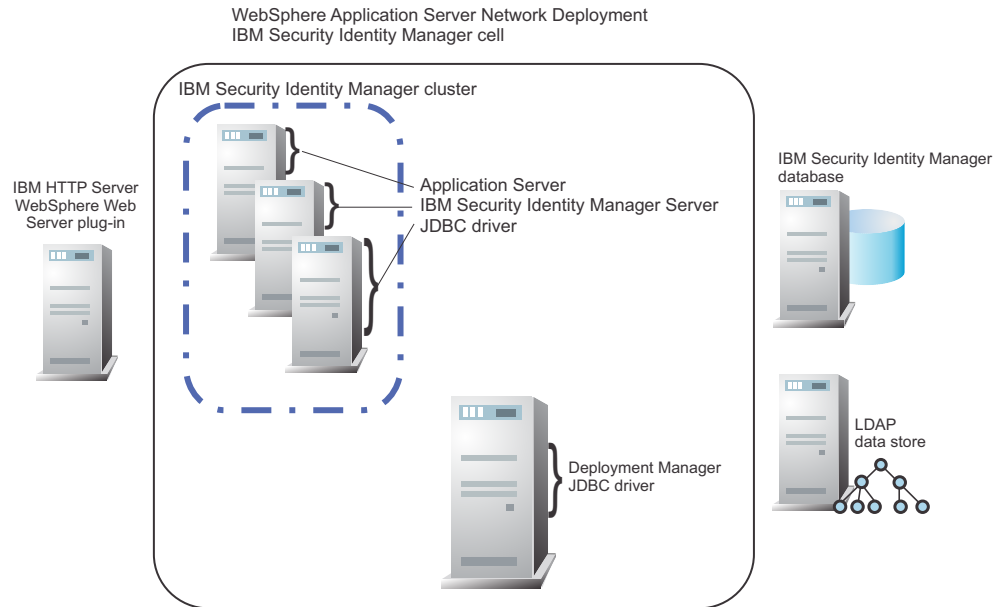 WebSphere Application Server Network Deployment
IBM Security Identity Manager cell
IBM Security Identity Manager cluster
IBM HTTP Server
WebSphere Web
Server plug-in
Application Server
IBM Security Identity Manager Server
JDBC driver
IBM Security Identity Manager
database
LDAP
data store
Deployment Manager
JDBC driver